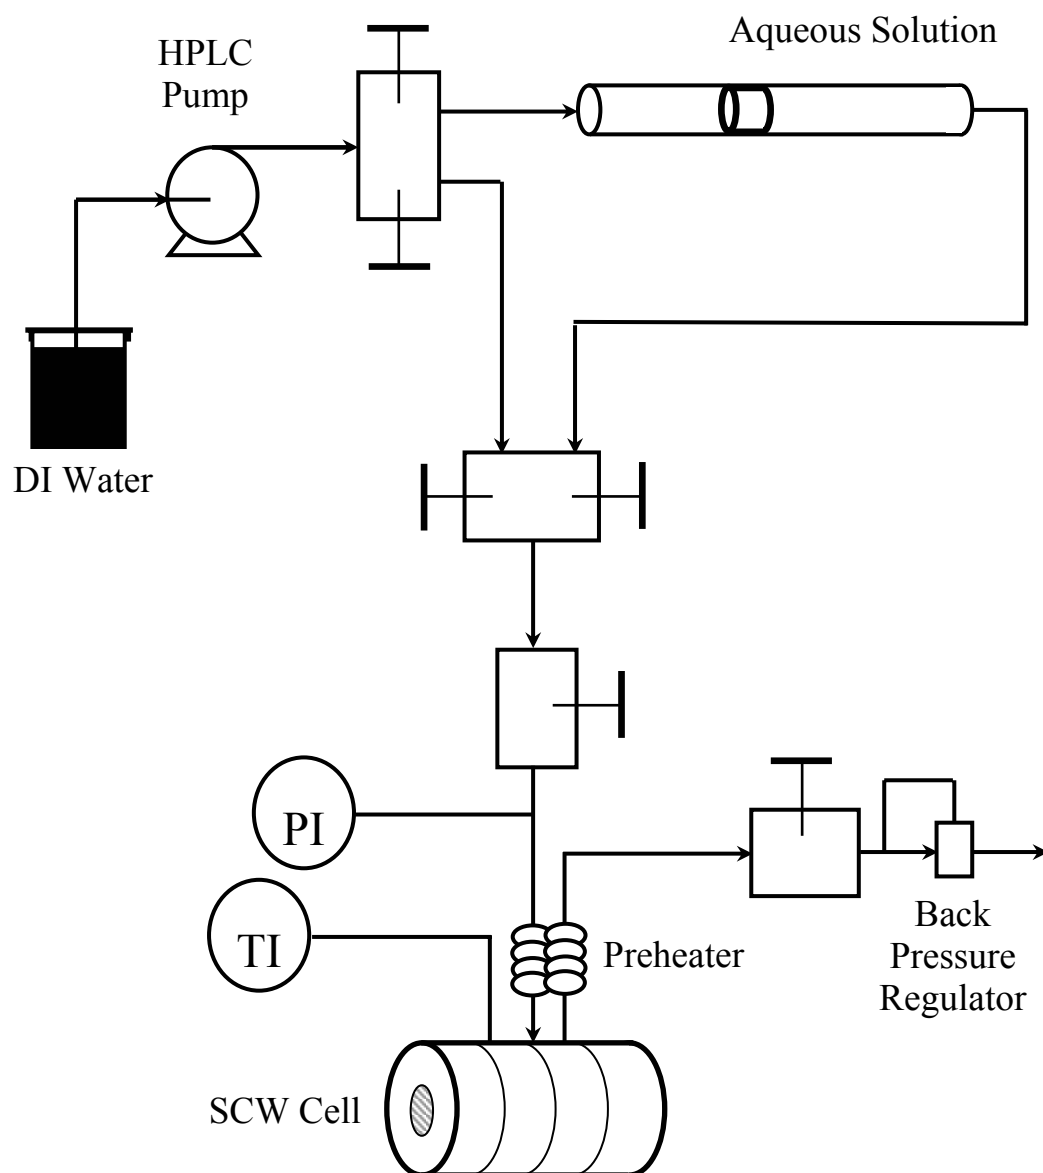 HPLC
Pump
Aqueous Solution
DI Water
PI
TI
Preheater
Back
Pressure
Regulator
SCW Cell